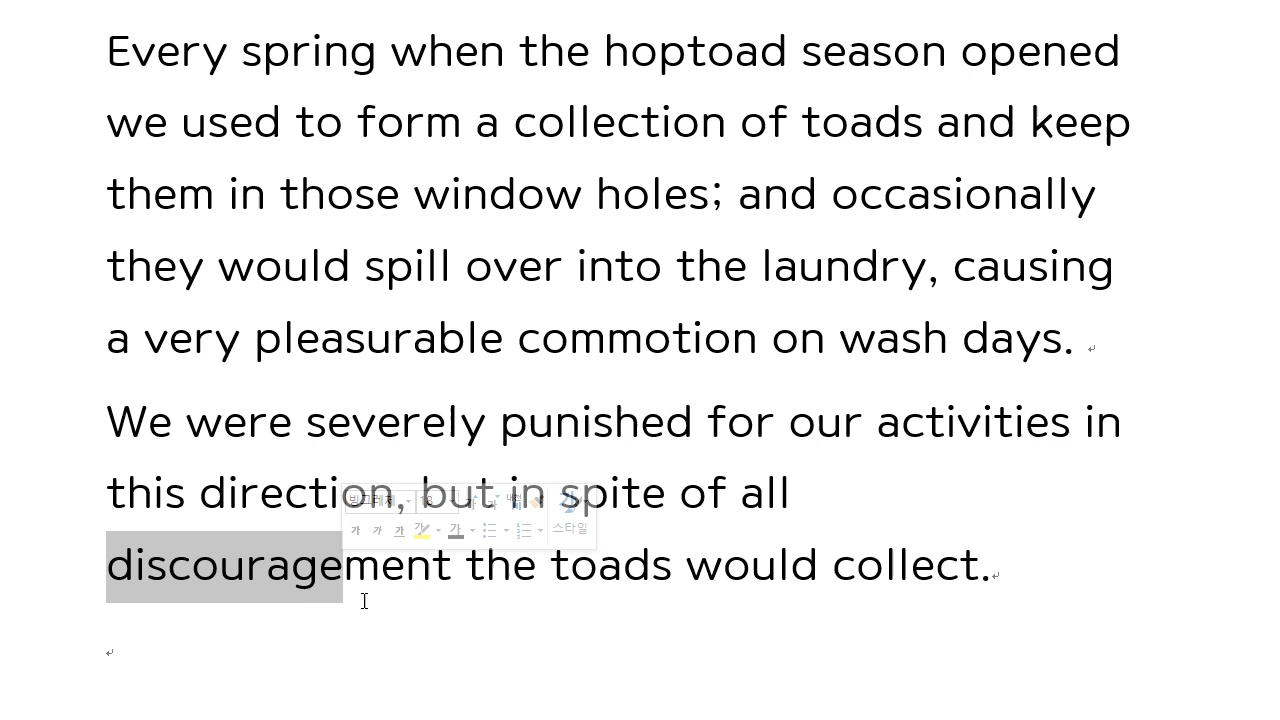 Every spring when the hoptoad season opened
we used to form a collection of toads and keep
them in those window holes; and occasionally
they would spill over into the laundry, causing
a very pleasurable commotion on wash days.
We were severely punished for our activities in
this direction, but in spite of all
스타일
discouragement the toads would collect.